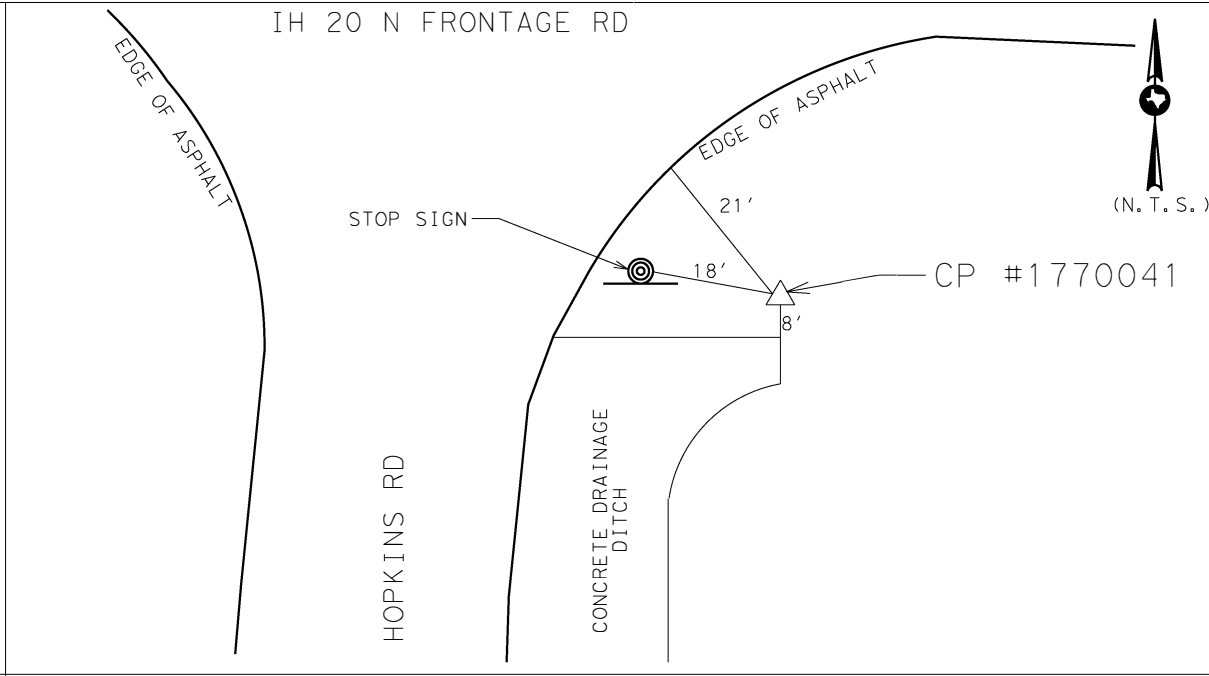 IH 20 N FRONTAGE RD
EDGE OF ASPHALT
EDGE OF ASPHALT
(N.T.S.)
STOP SIGN
21'
18'
CP #1770041
8'
HOPKINS RD
CONCRETE DRAINAGE
DITCH